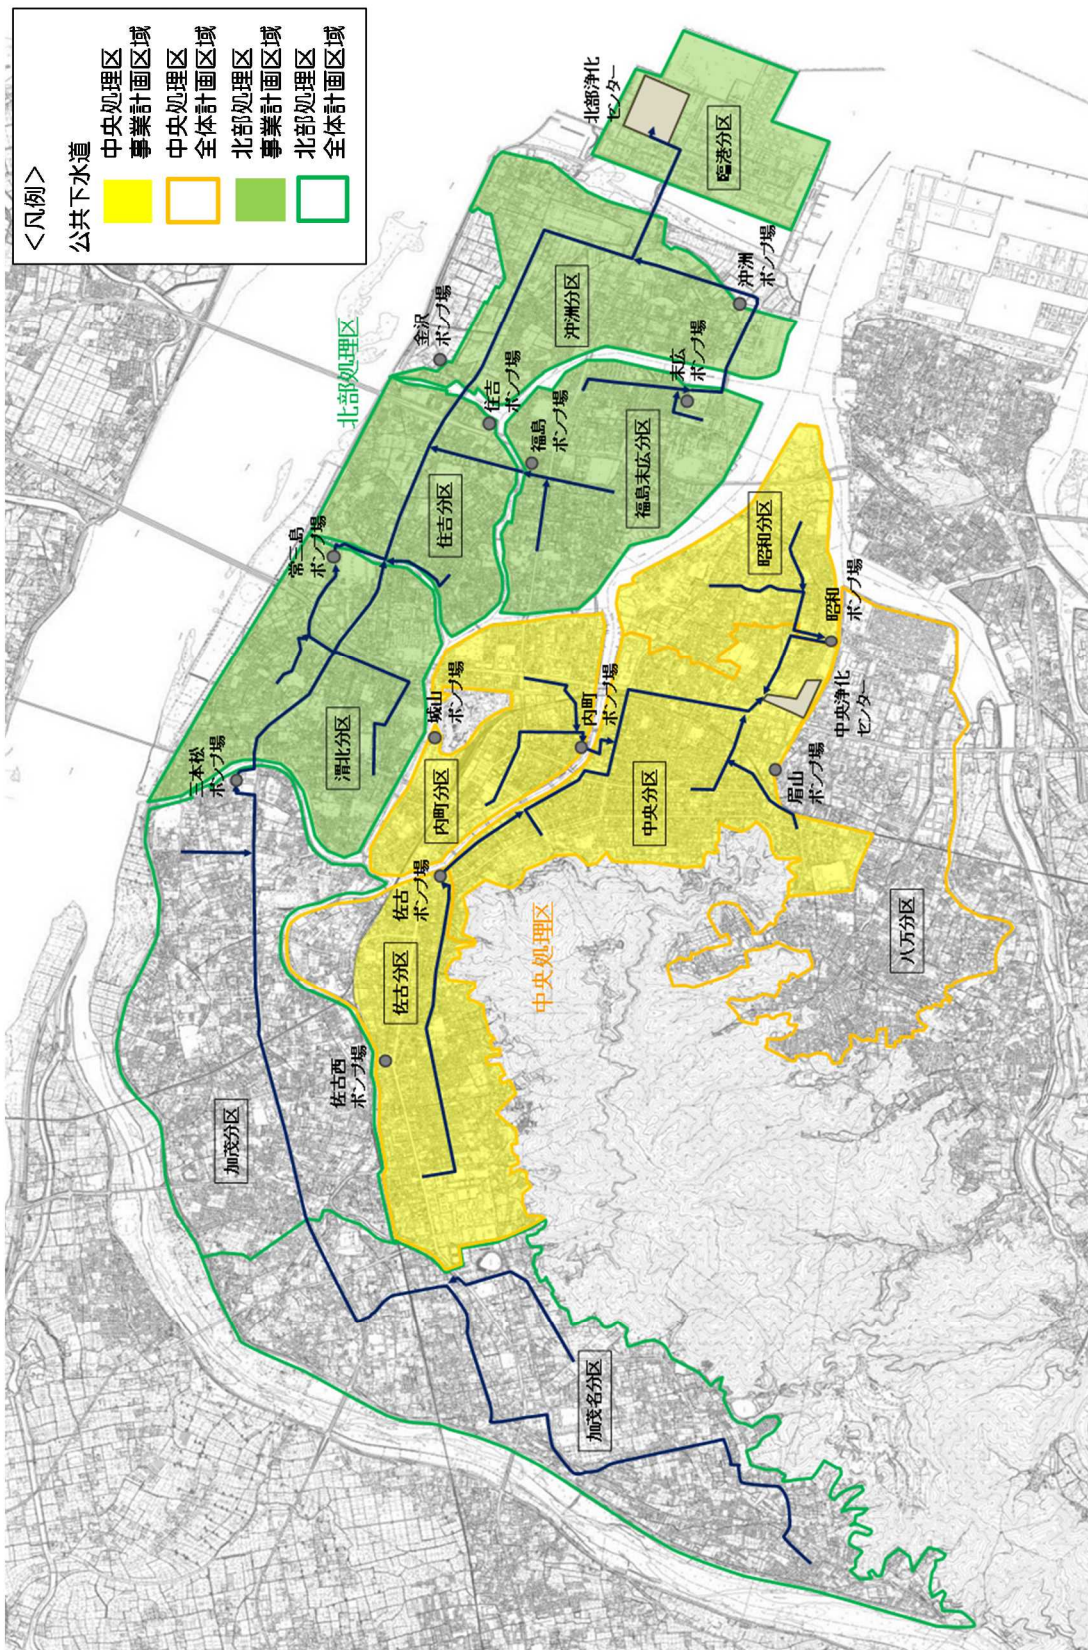 <凡例>
公共下水道
中央処理区
事業計画区域
中央処理区
全体計画区域
北部処理区
事業計画区域
北部処理区
全体計画区域
北部処理区
中央処理区
加茂名分区
加茂分区
佐古西
ポンプ場
佐古分区
佐古
ポンプ場
三本松
ポンプ場
渭北分区
城山
ポンプ場
内町分区
内町
ポンプ場
常三島
ポンプ場
住吉分区
住吉
ポンプ場
金沢
ポンプ場
福島
ポンプ場
福島末広分区
末広
ポンプ場
沖洲分区
沖洲
ポンプ場
北部浄化
センター
臨港分区
昭和分区
昭和
ポンプ場
中央浄化
センター
中央分区
眉山
ポンプ場
八万分区